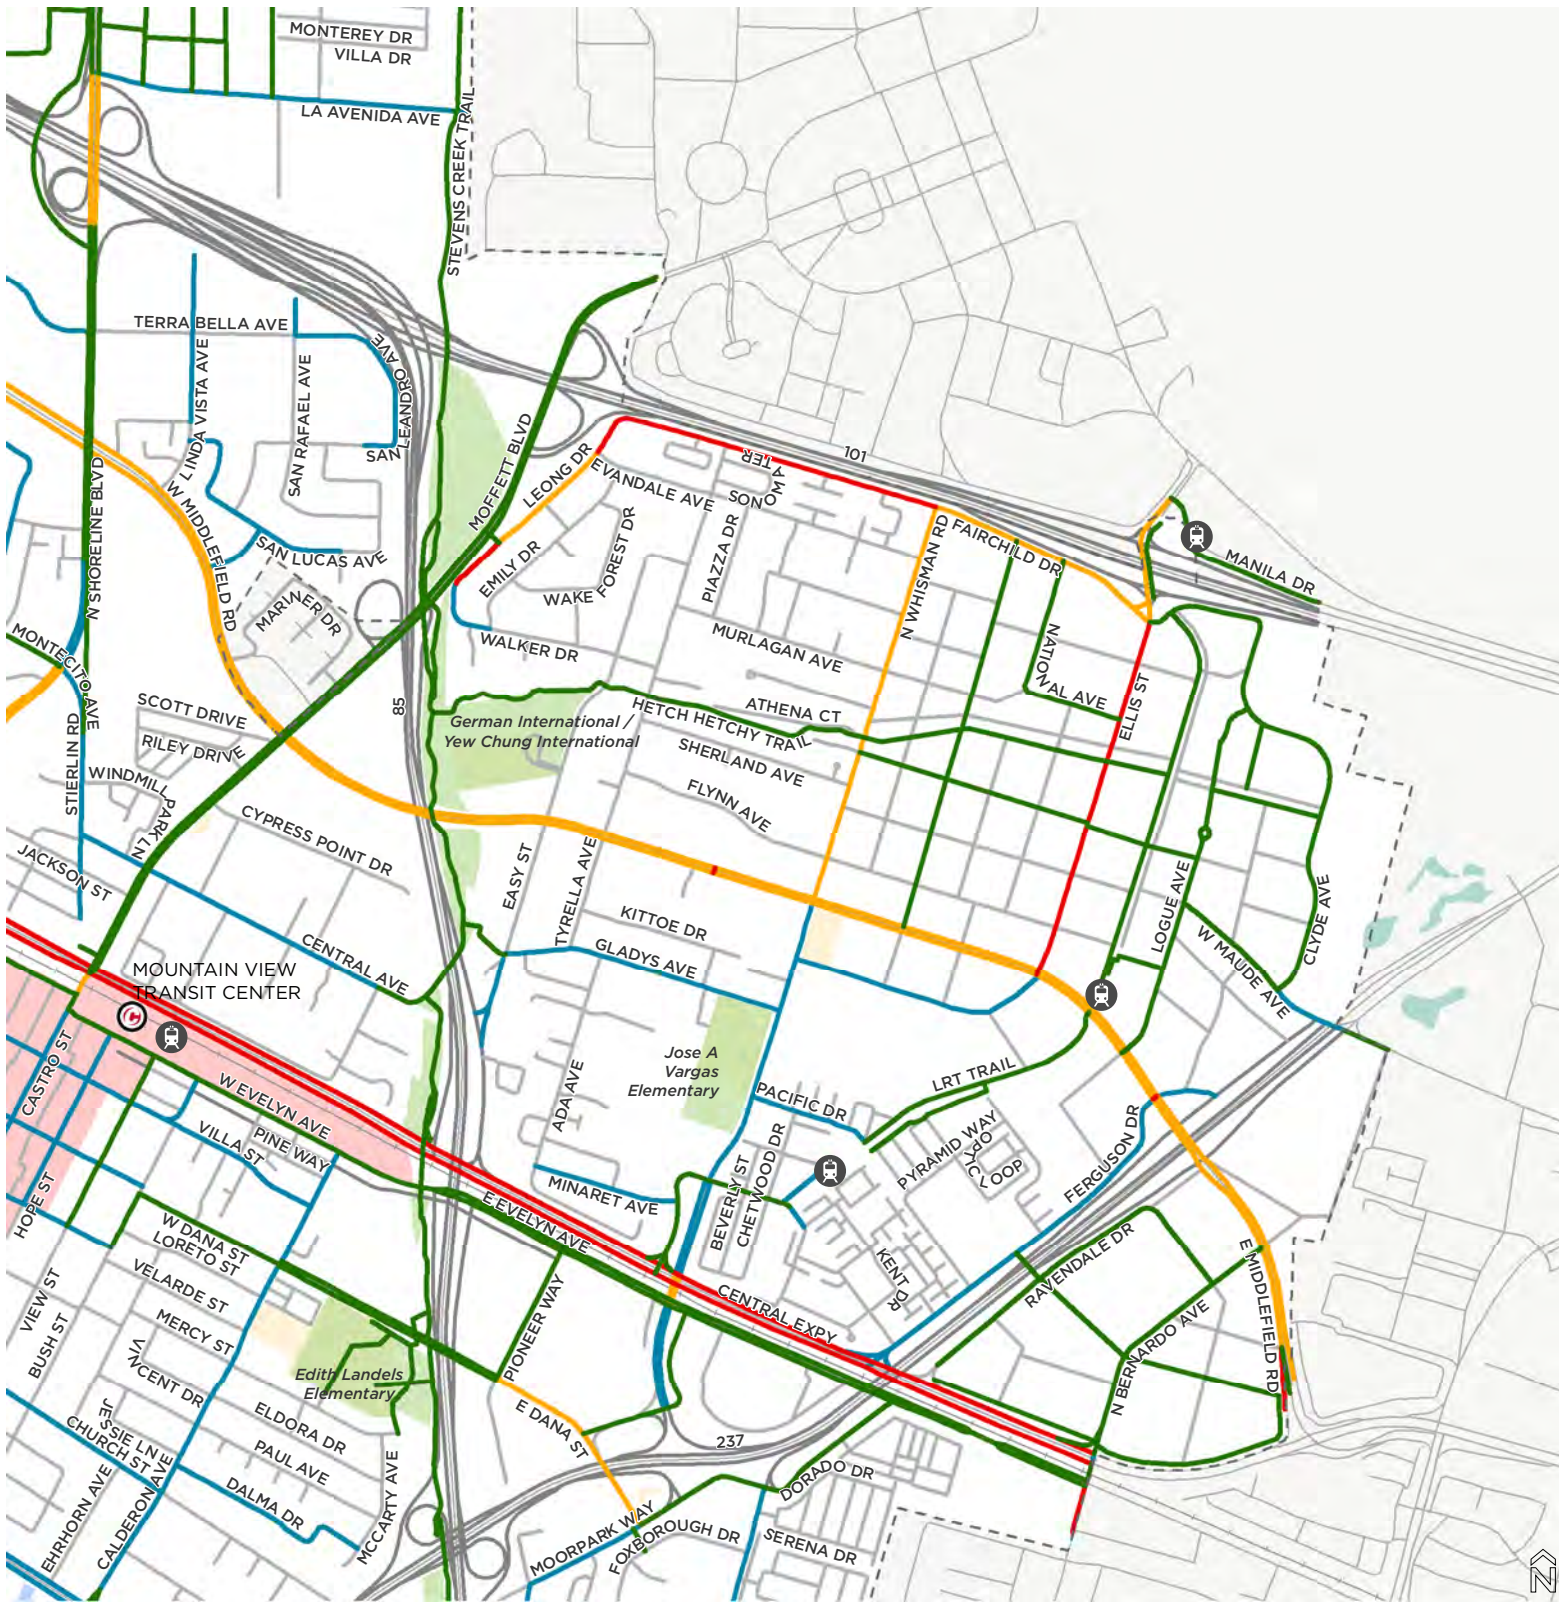 MONTEREY DR
VILLA DR
LA AVENIDA AVE
STEVENS CREEK TRAIL
TERRA BELLA AVE
LINDA VISTA AVE
SAN RAFAEL AVE
SAN LEANDRO AVE
MOFFETT BLVD
LEONG DR
EVANDALE AVE
SONOMA TER
101
N SHORELINE BLVD
W MIDDLEFIELD RD
SAN LUCAS AVE
MARINER DR
EMILY DR
WAKE FOREST DR
PIAZZA DR
N WHISMAN RD
FAIRCHILD DR
MANILA DR
WALKER DR
MURLAGAN AVE
NATIONAL AVE
ELLIS ST
MONTECITO AVE
STIERLIN RD
SCOTT DRIVE
RILEY DRIVE
WINDMILL PARK LN
85
German International /
Yew Chung International
HETCH HETCHY TRAIL
ATHENA CT
SHERLAND AVE
FLYNN AVE
CYPRESS POINT DR
JACKSON ST
EASY ST
TYRELLA AVE
KITTOE DR
GLADYS AVE
LOGUE AVE
W MAUDE AVE
CLYDE AVE
CENTRAL AVE
MOUNTAIN VIEW
TRANSIT CENTER
C
CASTRO ST
W EVELYN AVE
Jose A
Vargas
Elementary
ADA AVE
PACIFIC DR
LRT TRAIL
PYRAMID WAY
OPTIC LOOP
FERGUSON DR
VILLA ST
PINE WAY
HOPE ST
MINARET AVE
BEVERLY ST
CHETWOOD DR
E EVELYN AVE
KENT DR
RAVENDALE DR
E MIDDLEFIELD RD
W DANA ST
LORETO ST
VELARDE ST
MERCY ST
VIEW ST
BUSH ST
VINCENT DR
PIONEER WAY
CENTRAL EXPY
N BERNARDO AVE
Edith Landels
Elementary
ELDORA DR
PAUL AVE
E DANA ST
237
JESSIE LN
CHURCH ST
DALMA DR
MCCARTY AVE
EHRHORN AVE
CALDERON AVE
DORADO DR
MOORPARK WAY
FOXBOROUGH DR
SERENA DR
N